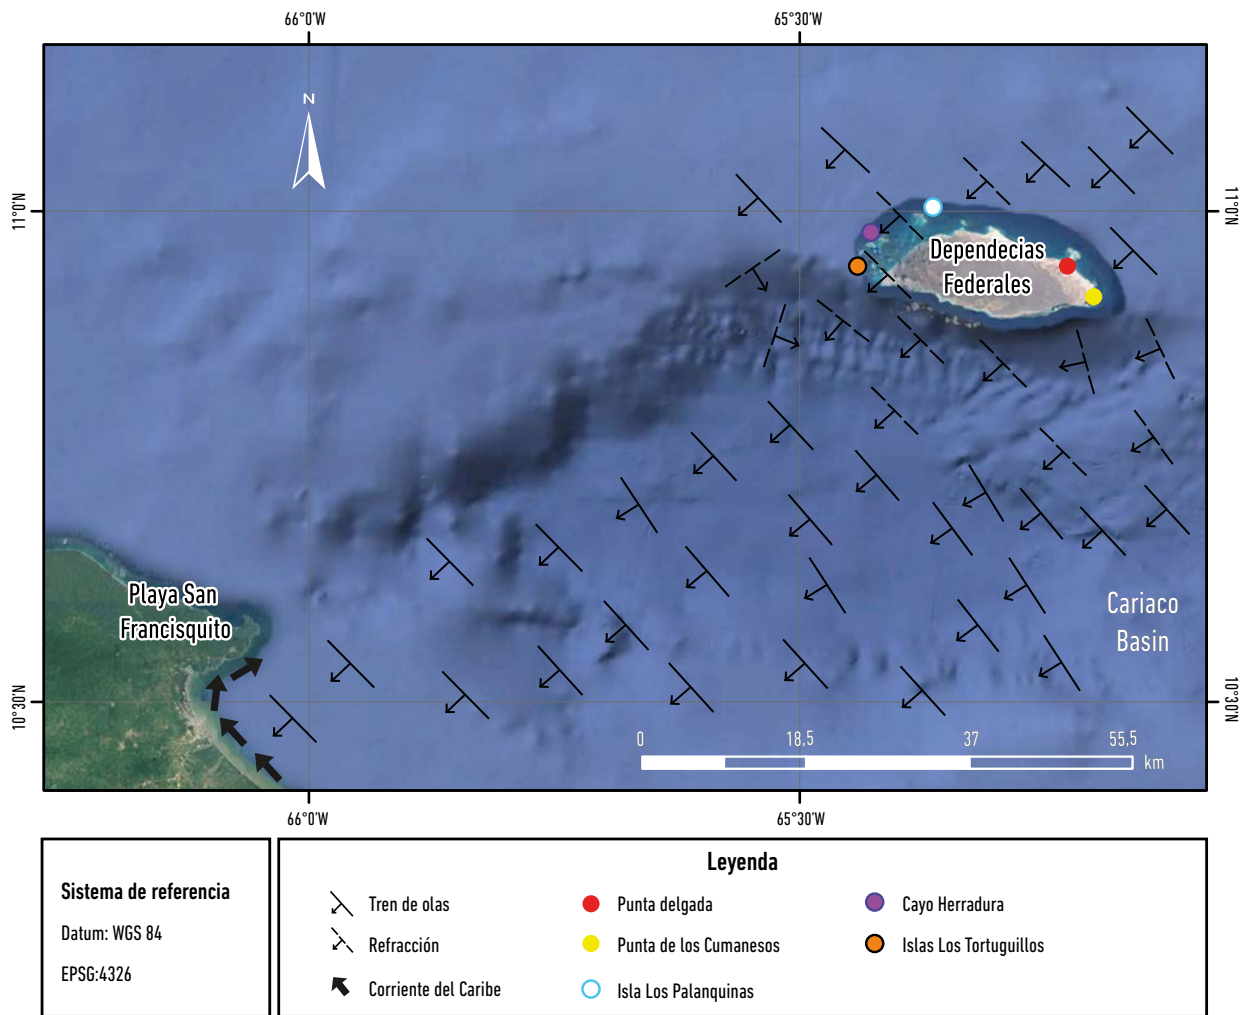 66°0'W
65°30'W
N
11°0'N
11°0'N
Dependecias
Federales
Playa San
Francisquito
Cariaco
Basin
10°30'N
10°30'N
0
18,5
37
55,5
km
66°0'W
65°30'W
Sistema de referencia
Datum: WGS 84
EPSG:4326
Leyenda
Tren de olas
Refracción
Corriente del Caribe
Punta delgada
Punta de los Cumanesos
Isla Los Palanquinas
Cayo Herradura
Islas Los Tortuguillos